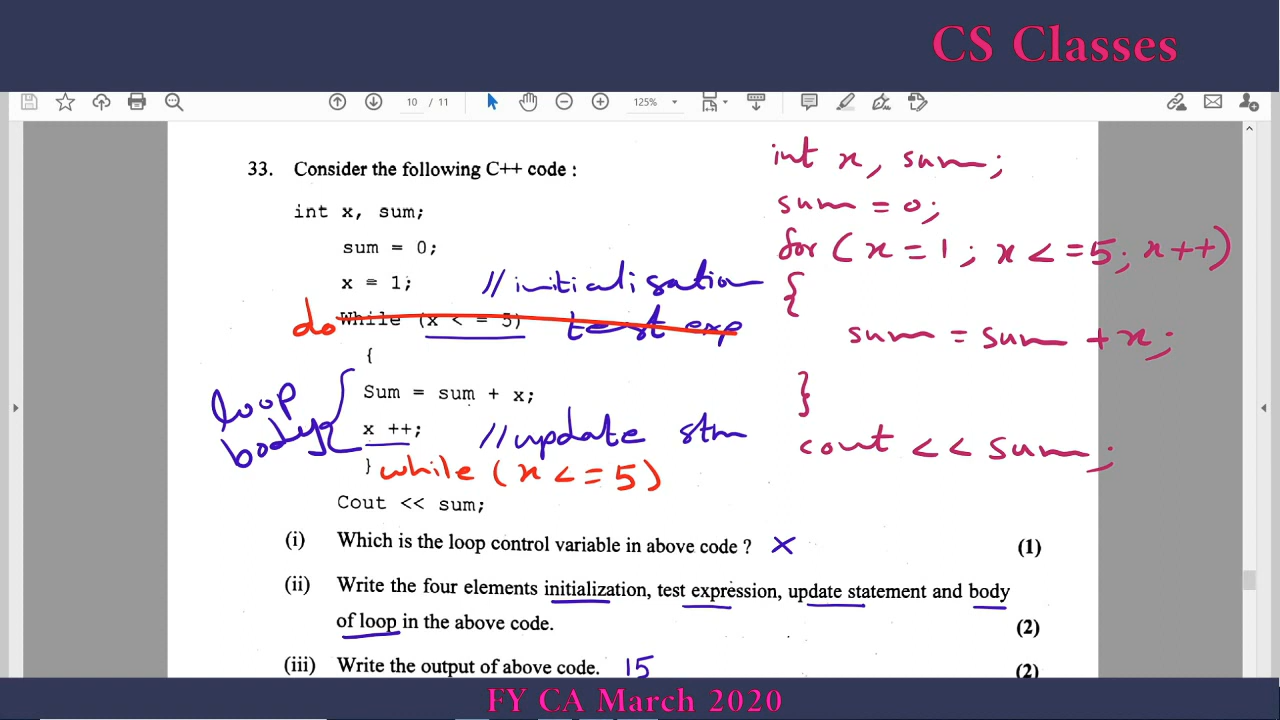 CS Classes
10 / 11
125%
33. Consider the following C++ code :
int x, sum;
sum = 0;
x = 1; //initialisation
do While (x < = 5) test exp
{
loop body
Sum = sum + x;
x ++; //update stm
} while (x <= 5)
Cout << sum;
int x, sum;
sum = 0;
for (x = 1; x <= 5; x++)
{
sum = sum + x;
}
cout << sum;
(i) Which is the loop control variable in above code ? x (1)
(ii) Write the four elements initialization, test expression, update statement and body
of loop in the above code. (2)
(iii) Write the output of above code. 15 (2)
FY CA March 2020